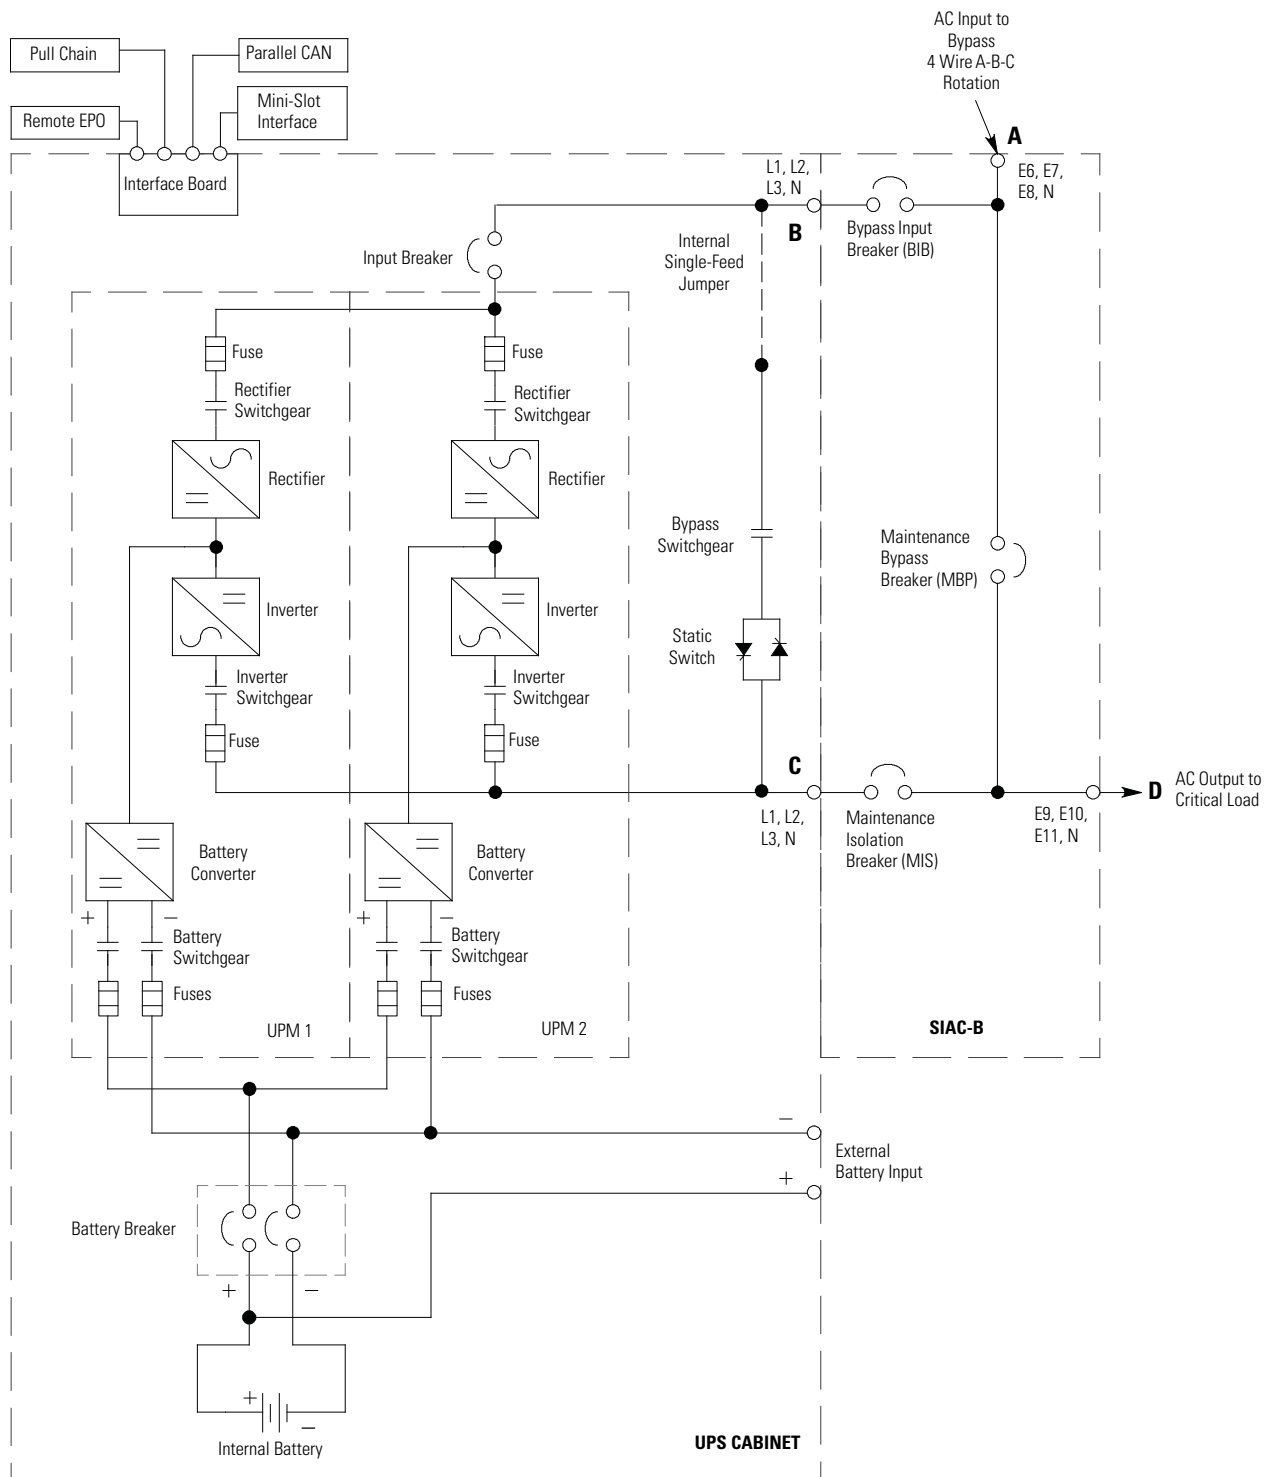 AC Input to
Bypass
4 Wire A-B-C
Rotation
Pull Chain
Parallel CAN
Remote EPO
Mini-Slot
Interface
A
Interface Board
L1, L2,
L3, N
E6, E7,
E8, N
B
Bypass Input
Breaker (BIB)
Internal
Single-Feed
Jumper
Input Breaker
Fuse
Fuse
Rectifier
Switchgear
Rectifier
Switchgear
Rectifier
Rectifier
Bypass
Switchgear
Maintenance
Bypass
Breaker (MBP)
Inverter
Inverter
Static
Switch
Inverter
Switchgear
Inverter
Switchgear
Fuse
Fuse
C
D
AC Output to
Critical Load
L1, L2,
L3, N
Maintenance
Isolation
Breaker (MIS)
E9, E10,
E11, N
Battery
Converter
Battery
Converter
+
−
+
−
Battery
Switchgear
Battery
Switchgear
Fuses
Fuses
UPM 1
UPM 2
SIAC-B
−
External
Battery Input
+
Battery Breaker
+
−
+
−
Internal Battery
UPS CABINET